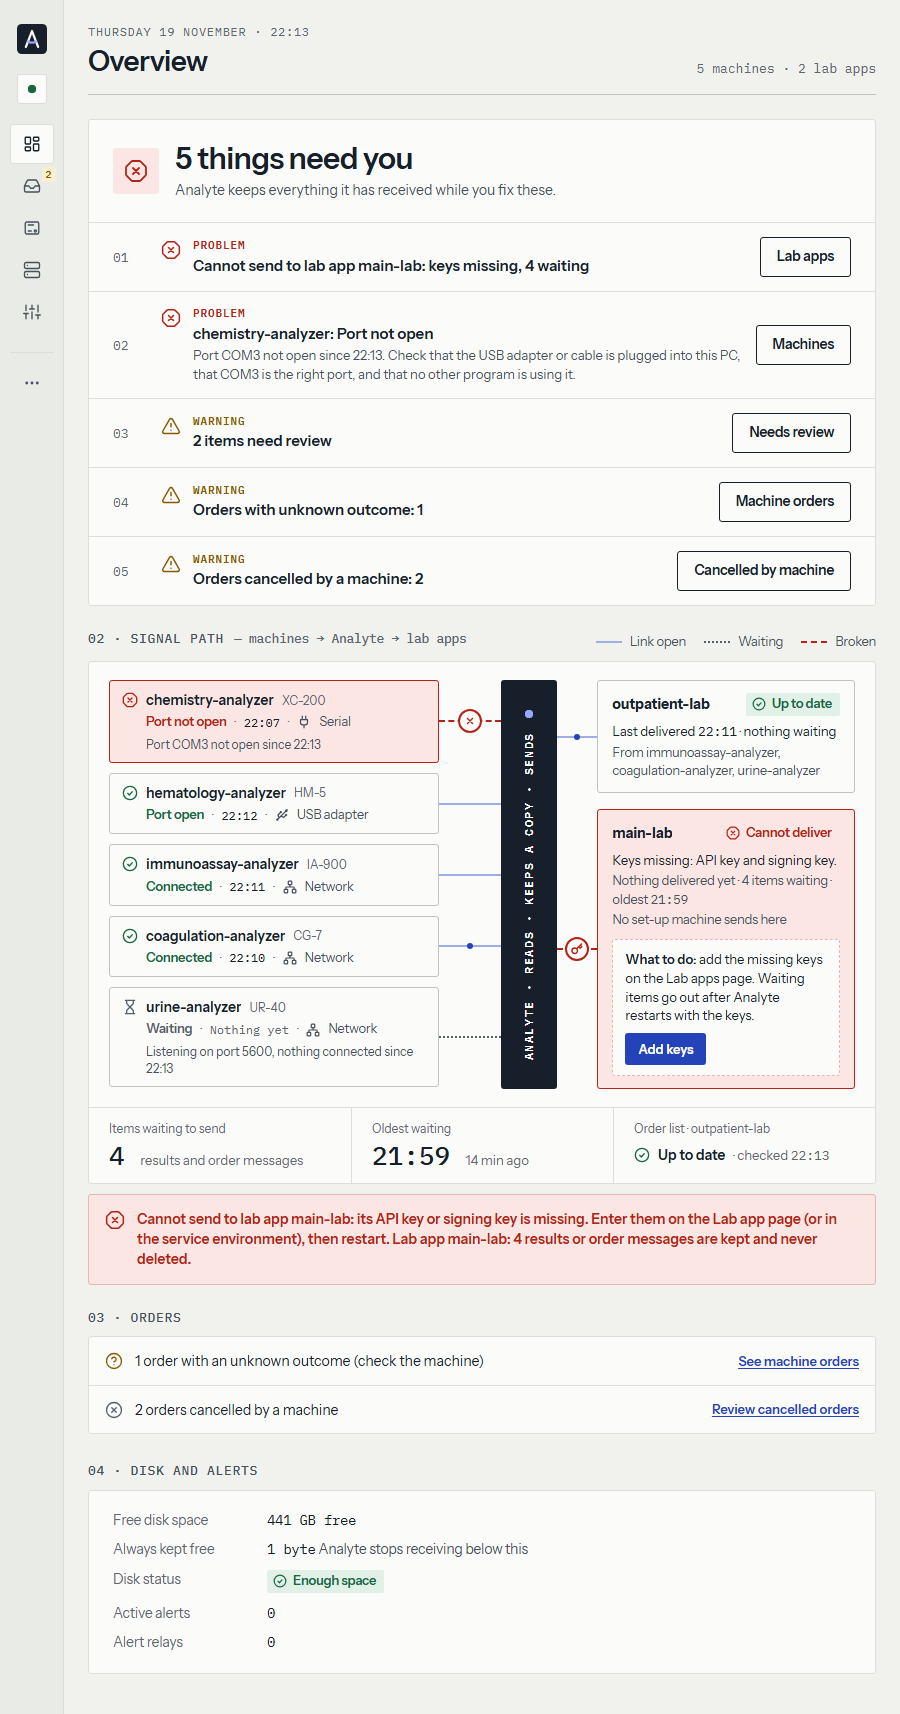 THURSDAY 19 NOVEMBER · 22:13
Overview
5 machines · 2 lab apps
2
5 things need you
Analyte keeps everything it has received while you fix these.
01
PROBLEM
Cannot send to lab app main-lab: keys missing, 4 waiting
Lab apps
02
PROBLEM
chemistry-analyzer: Port not open
Port COM3 not open since 22:13. Check that the USB adapter or cable is plugged into this PC,
that COM3 is the right port, and that no other program is using it.
Machines
03
WARNING
2 items need review
Needs review
04
WARNING
Orders with unknown outcome: 1
Machine orders
05
WARNING
Orders cancelled by a machine: 2
Cancelled by machine
02 · SIGNAL PATH — machines → Analyte → lab apps
Link open
Waiting
Broken
chemistry-analyzer XC-200
Port not open · 22:07 · Serial
Port COM3 not open since 22:13
hematology-analyzer HM-5
Port open · 22:12 · USB adapter
immunoassay-analyzer IA-900
Connected · 22:11 · Network
coagulation-analyzer CG-7
Connected · 22:10 · Network
urine-analyzer UR-40
Waiting · Nothing yet · Network
Listening on port 5600, nothing connected since
22:13
ANALYTE · READS · KEEPS A COPY · SENDS
outpatient-lab
Up to date
Last delivered 22:11 · nothing waiting
From immunoassay-analyzer,
coagulation-analyzer, urine-analyzer
main-lab
Cannot deliver
Keys missing: API key and signing key.
Nothing delivered yet · 4 items waiting ·
oldest 21:59
No set-up machine sends here
What to do: add the missing keys
on the Lab apps page. Waiting
items go out after Analyte
restarts with the keys.
Add keys
Items waiting to send
4 results and order messages
Oldest waiting
21:59 14 min ago
Order list · outpatient-lab
Up to date · checked 22:13
Cannot send to lab app main-lab: its API key or signing key is missing. Enter them on the Lab app page (or in
the service environment), then restart. Lab app main-lab: 4 results or order messages are kept and never
deleted.
03 · ORDERS
1 order with an unknown outcome (check the machine)
See machine orders
2 orders cancelled by a machine
Review cancelled orders
04 · DISK AND ALERTS
Free disk space
441 GB free
Always kept free
1 byte Analyte stops receiving below this
Disk status
Enough space
Active alerts
0
Alert relays
0